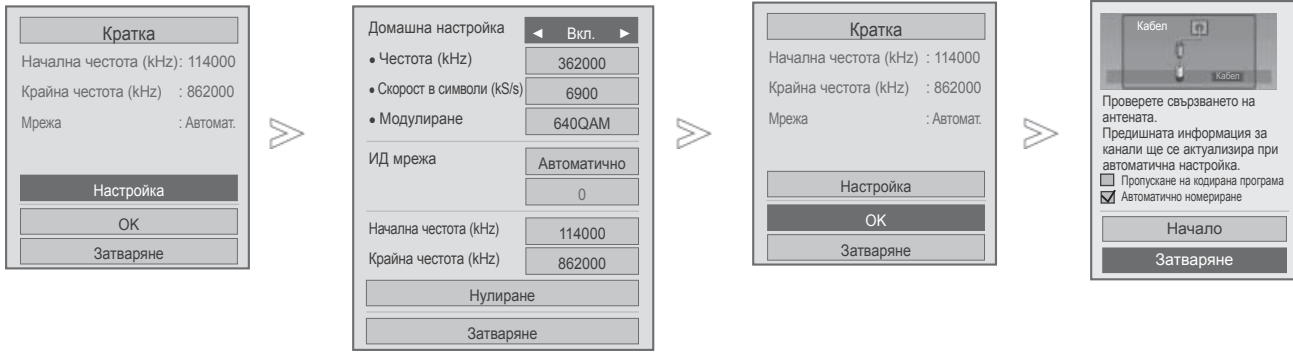 Кратка
Начална честота (kHz) : 114000
Крайна честота (kHz) : 862000
Мрежа : Автомат.
Настройка
OK
Затваряне
Домашна настройка ◄ Вкл. ►
• Честота (kHz) 362000
• Скорост в символи (kS/s) 6900
• Модулиране 640QAM
ИД мрежа Автоматично
0
Начална честота (kHz) 114000
Крайна честота (kHz) 862000
Нулиране
Затваряне
Кратка
Начална честота (kHz) : 114000
Крайна честота (kHz) : 862000
Мрежа : Автомат.
Настройка
OK
Затваряне
Кабел
Кабел
Проверете свързването на
антената.
Предишната информация за
канали ще се актуализира при
автоматична настройка.
Пропускане на кодирана програма
Автоматично номериране
Начало
Затваряне